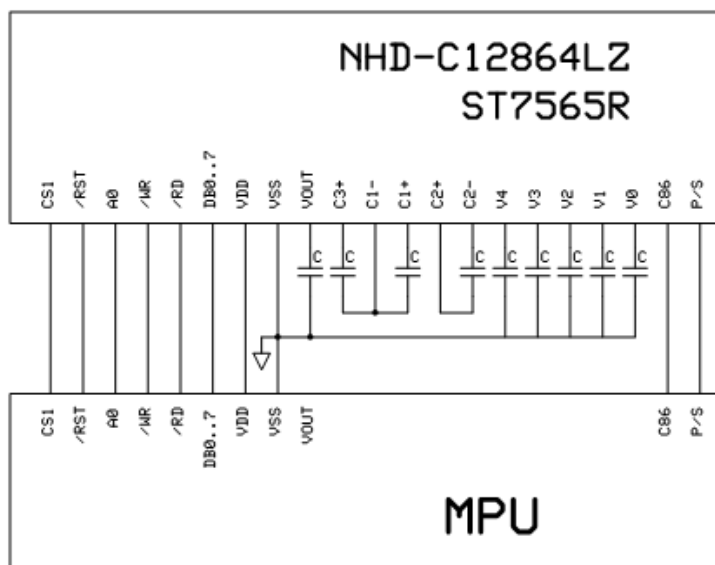 NHD-C12864LZ
ST7565R
CS1 /RST A0 /WR /RD DB0..7 VDD VSS VOUT C3+ C1- C1+ C2+ C2- V4 V3 V2 V1 V0 C86 P/S
C C C C C C C C C
CS1 /RST A0 /WR /RD DB0..7 VDD VSS VOUT C86 P/S
MPU